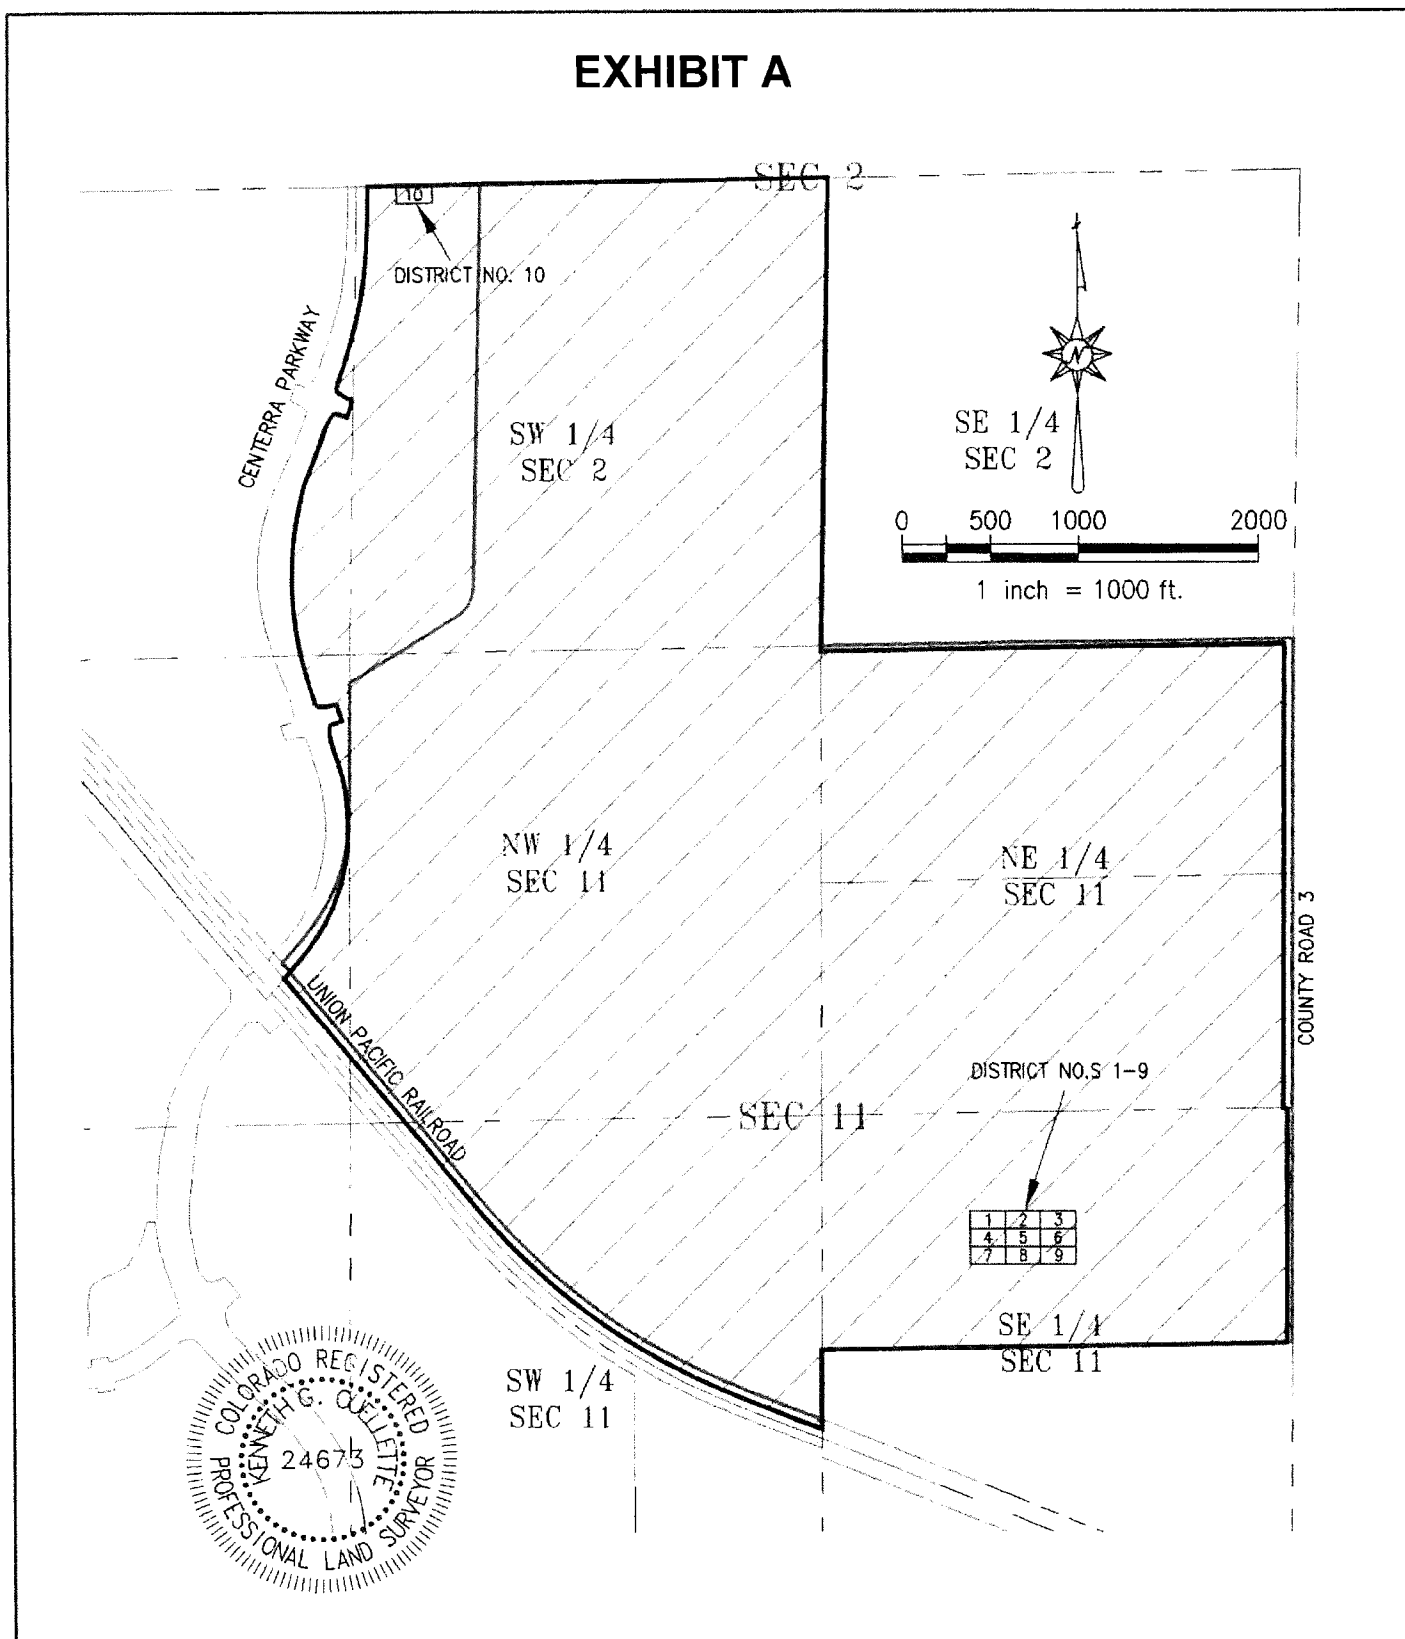 EXHIBIT A
SEC 2
10
DISTRICT NO. 10
CENTERRA PARKWAY
SW 1/4
SEC 2
N
SE 1/4
SEC 2
0 500 1000 2000
1 inch = 1000 ft.
NW 1/4
SEC 11
NE 1/4
SEC 11
COUNTY ROAD 3
UNION PACIFIC RAILROAD
DISTRICT NO.S 1-9
SEC 11
1 2 3
4 5 6
7 8 9
SE 1/4
SEC 11
SW 1/4
SEC 11
COLORADO REGISTERED
KENNETH G. OUELLETTE
24673
PROFESSIONAL LAND SURVEYOR